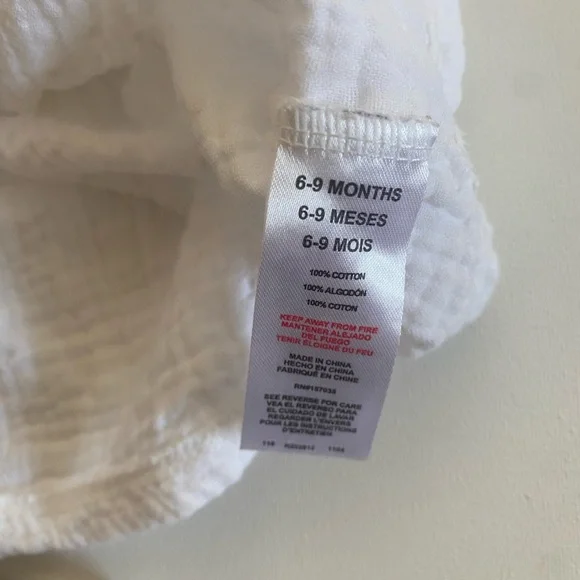 6-9 MONTHS
6-9 MESES
6-9 MOIS
100% COTTON
100% ALGODÓN
100% COTON
KEEP AWAY FROM FIRE
MANTENER ALEJADO
DEL FUEGO
TENIR ÉLOIGNÉ DU FEU
MADE IN CHINA
HECHO EN CHINA
FABRIQUÉ EN CHINE
SEE REVERSE FOR CARE
VEA EL REVERSO PARA
EL CUIDADO DE LAVAR
REGARDER L'ENVERS
POUR LES INSTRUCTIONS
D'ENTRETIEN